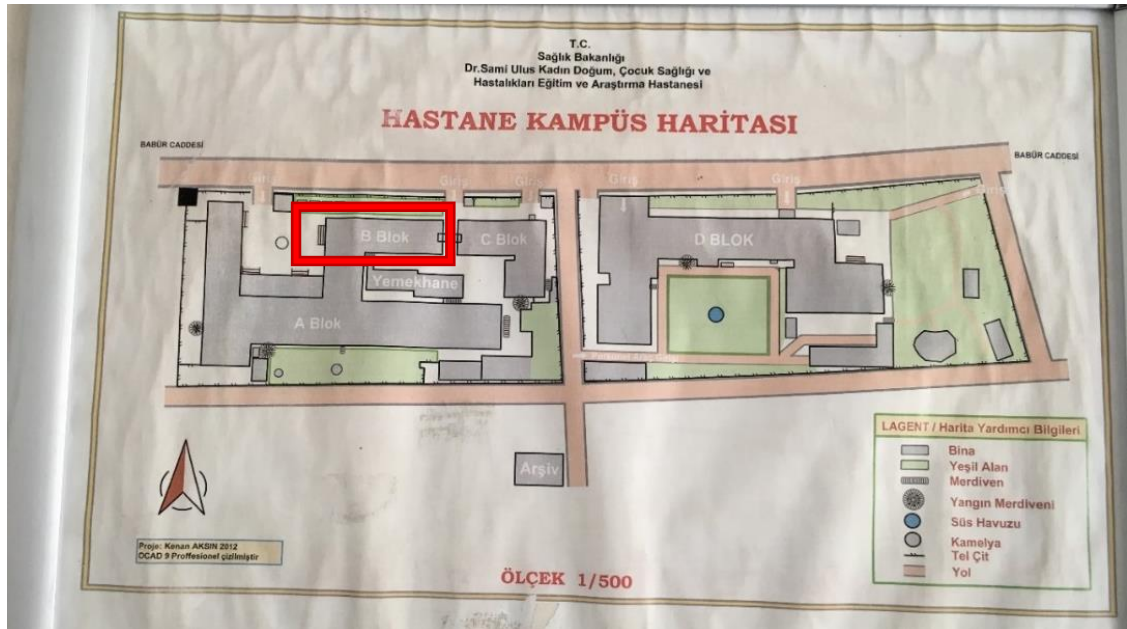 T.C.
Sağlık Bakanlığı
Dr.Sami Ulus Kadın Doğum, Çocuk Sağlığı ve
Hastalıkları Eğitim ve Araştırma Hastanesi
HASTANE KAMPÜS HARİTASI
BABÜR CADDESİ
BABÜR CADDESİ
Giriş
Giriş
Giriş
Giriş
Giriş
Giriş
B Blok
C Blok
D BLOK
Yemekhane
A Blok
Arşiv
LAGENT / Harita Yardımcı Bilgileri
Bina
Yeşil Alan
Merdiven
Yangın Merdiveni
Süs Havuzu
Kamelya
Tel Çit
Yol
Proje: Kenan AKSIN 2012
OCAD 9 Proffesionel çizilmiştir
ÖLÇEK 1/500